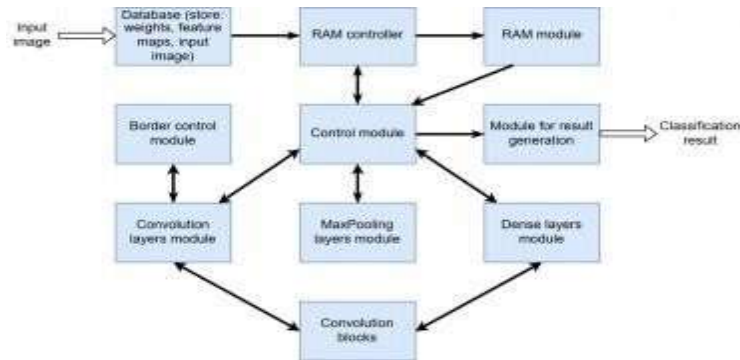 Input
image
Database (store:
weights, feature
maps, input
image)
RAM controller
RAM module
Border control
module
Control module
Module for result
generation
Classification
result
Convolution
layers module
MaxPooling
layers module
Dense layers
module
Convolution
blocks